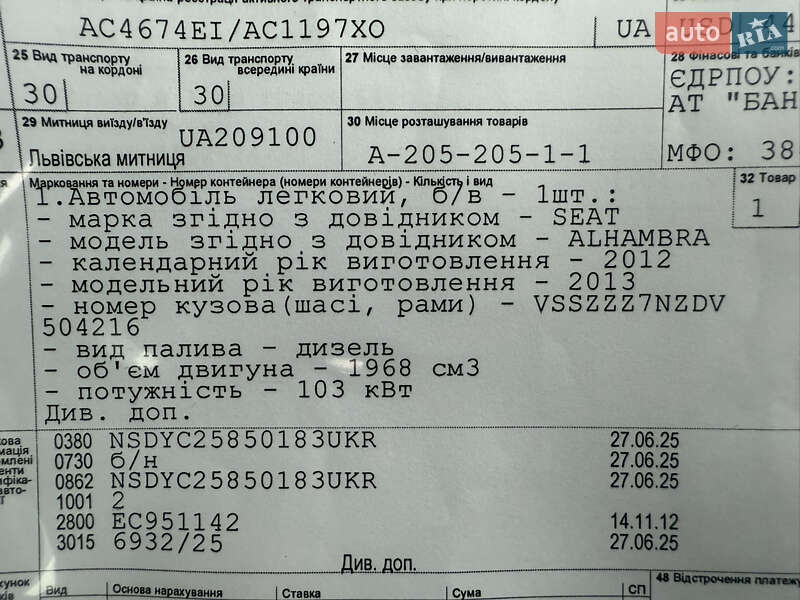 AC4674EI/AC1197XO
UA
auto RIA .com
25 Вид транспорту на кордоні
26 Вид транспорту всередині країни
27 Місце завантаження/вивантаження
28 Фінансові та банків
30
30
ЄДРПОУ:
АТ "БАН
29 Митниця виїзду/в'їзду
UA209100
Львівська митниця
30 Місце розташування товарів
А-205-205-1-1
МФО: 38
Марковання та номери - Номер контейнера (номери контейнерів) - Кількість і вид
32 Товар
1
1.Автомобіль легковий, б/в - 1шт.:
- марка згідно з довідником - SEAT
- модель згідно з довідником - ALHAMBRA
- календарний рік виготовлення - 2012
- модельний рік виготовлення - 2013
- номер кузова(шасі, рами) - VSSZZZ7NZDV
504216
- вид палива - дизель
- об'єм двигуна - 1968 см3
- потужність - 103 кВт
Див. доп.
0380 NSDYC25850183UKR 27.06.25
0730 б/н 27.06.25
0862 NSDYC25850183UKR 27.06.25
1001 2
2800 EC951142 14.11.12
3015 6932/25 27.06.25
Див. доп.
Вид
Основа нарахування
Ставка
Сума
СП
48 Відстрочення платежу